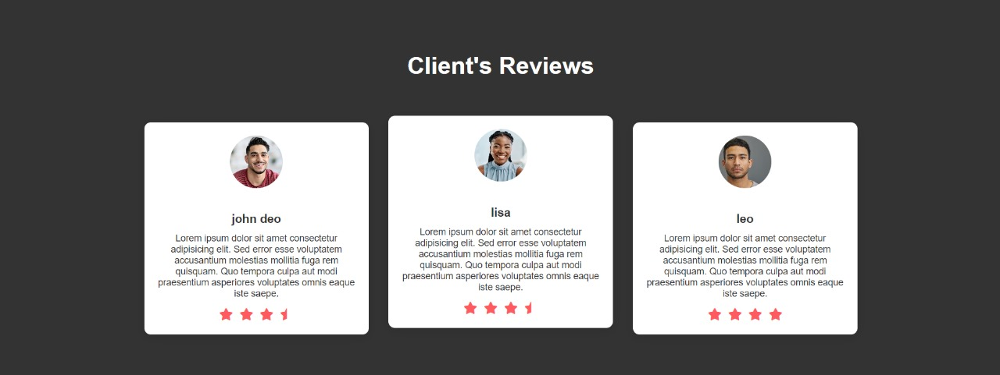 Client's Reviews
john deo
Lorem ipsum dolor sit amet consectetur
adipisicing elit. Sed error esse voluptatem
accusantium molestias mollitia fuga rem
quisquam. Quo tempora culpa aut modi
praesentium asperiores voluptates omnis eaque
iste saepe.
lisa
Lorem ipsum dolor sit amet consectetur
adipisicing elit. Sed error esse voluptatem
accusantium molestias mollitia fuga rem
quisquam. Quo tempora culpa aut modi
praesentium asperiores voluptates omnis eaque
iste saepe.
leo
Lorem ipsum dolor sit amet consectetur
adipisicing elit. Sed error esse voluptatem
accusantium molestias mollitia fuga rem
quisquam. Quo tempora culpa aut modi
praesentium asperiores voluptates omnis eaque
iste saepe.